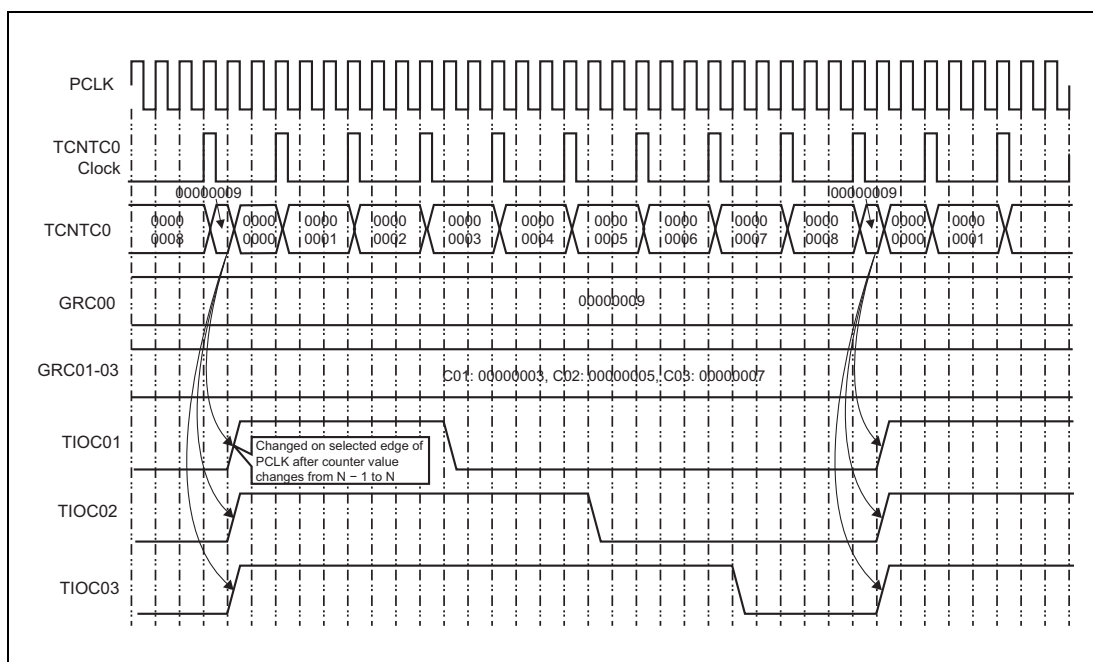 PCLK
TCNTC0
Clock
00000009
00000009
TCNTC0
0000
0008
0000
0000
0000
0001
0000
0002
0000
0003
0000
0004
0000
0005
0000
0006
0000
0007
0000
0008
0000
0000
0000
0001
GRC00
00000009
GRC01-03
C01: 00000003, C02: 00000005, C03: 00000007
TIOC01
Changed on selected edge of
PCLK after counter value
changes from N − 1 to N
TIOC02
TIOC03